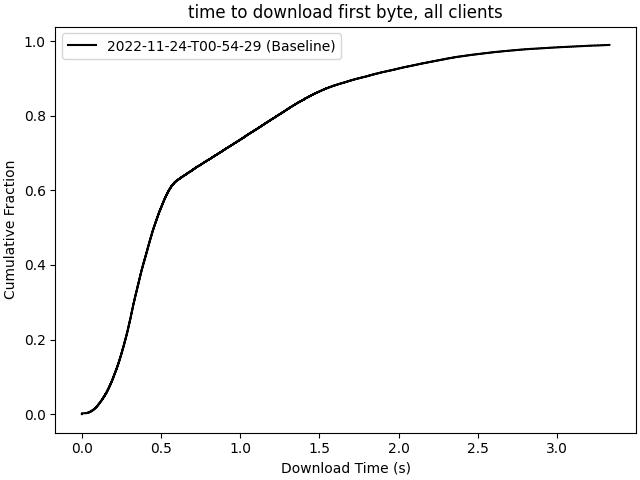 time to download first byte, all clients
2022-11-24-T00-54-29 (Baseline)
Cumulative Fraction
1.0
0.8
0.6
0.4
0.2
0.0
0.0 0.5 1.0 1.5 2.0 2.5 3.0
Download Time (s)